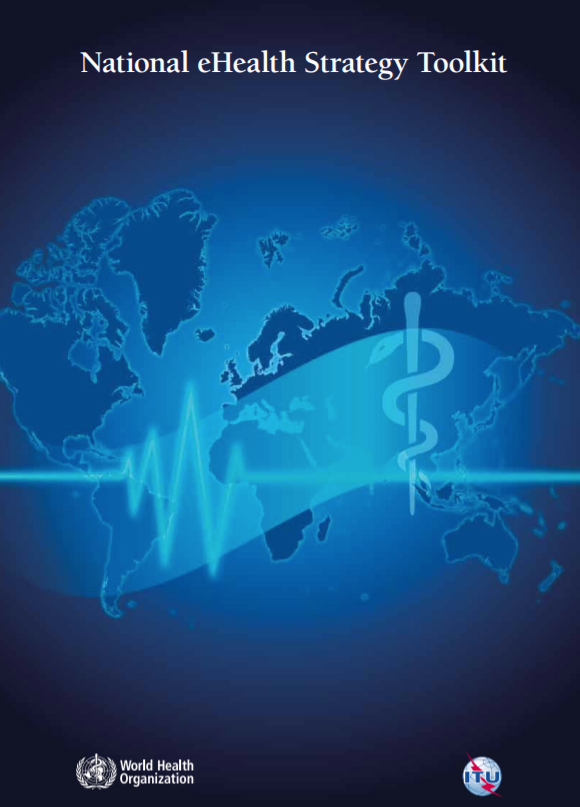 National eHealth Strategy Toolkit
World Health
Organization
ITU